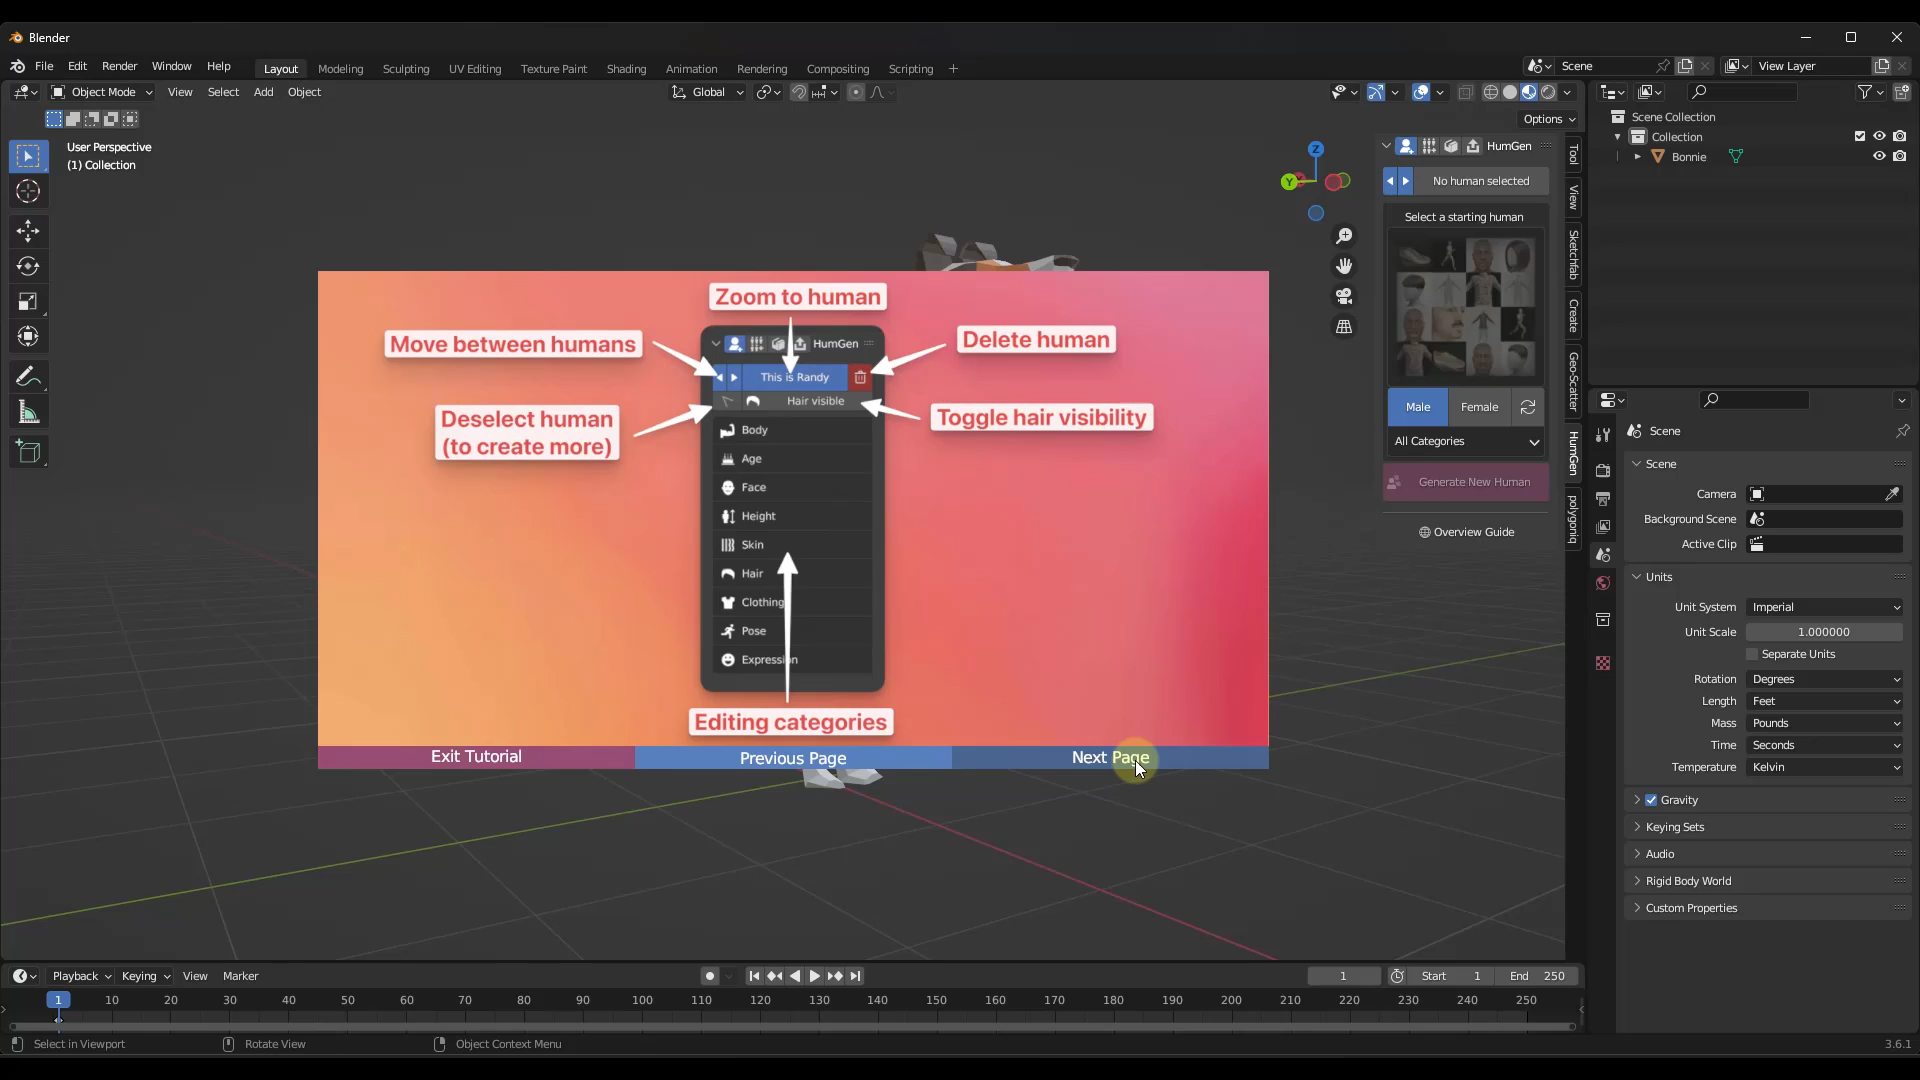 Blender
File Edit Render Window Help
Layout Modeling Sculpting UV Editing Texture Paint Shading Animation Rendering Compositing Scripting +
Scene
View Layer
Object Mode View Select Add Object
Global
Options
User Perspective
(1) Collection
Z
Y
HumGen
No human selected
Select a starting human
Male Female
All Categories
Generate New Human
Overview Guide
Tool
View
Sketchfab
Create
Geo-Scatter
HumGen
polygoniq
Zoom to human
Move between humans
Delete human
HumGen
This is Randy
Hair visible
Deselect human
(to create more)
Toggle hair visibility
Body
Age
Face
Height
Skin
Hair
Clothing
Pose
Expression
Editing categories
Exit Tutorial
Previous Page
Next Page
Scene Collection
Collection
Bonnie
Scene
Scene
Camera
Background Scene
Active Clip
Units
Unit System Imperial
Unit Scale 1.000000
Separate Units
Rotation Degrees
Length Feet
Mass Pounds
Time Seconds
Temperature Kelvin
Gravity
Keying Sets
Audio
Rigid Body World
Custom Properties
Playback Keying View Marker
1
Start 1
End 250
1 10 20 30 40 50 60 70 80 90 100 110 120 130 140 150 160 170 180 190 200 210 220 230 240 250
Select in Viewport
Rotate View
Object Context Menu
3.6.1